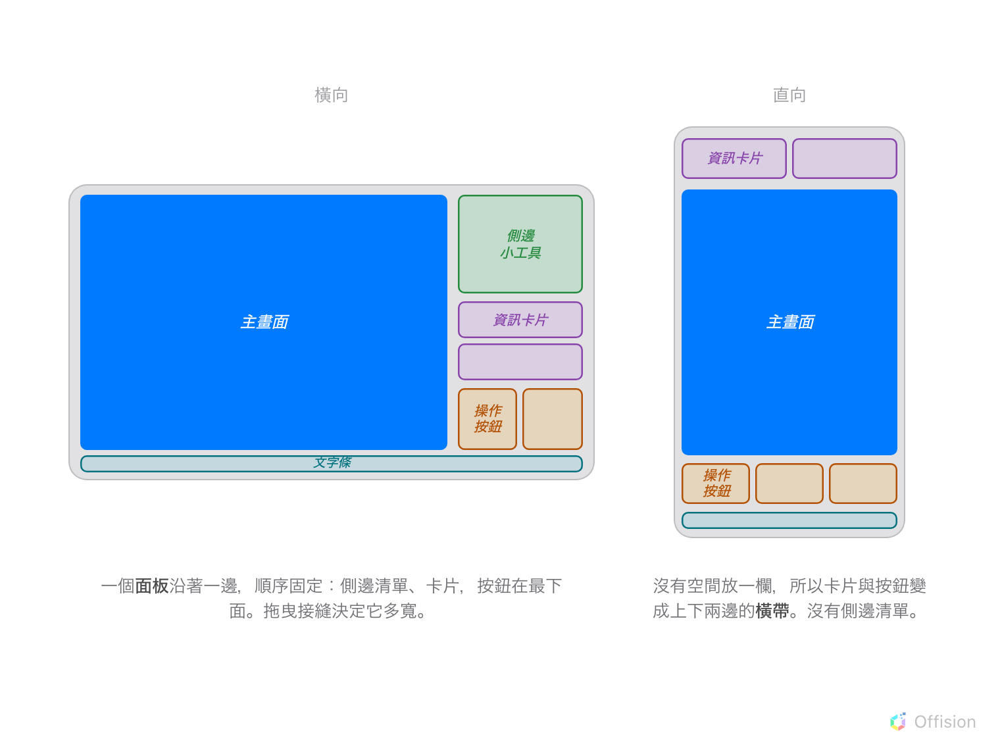 橫向
直向
主畫面
側邊
小工具
資訊卡片
操作
按鈕
文字條
資訊卡片
主畫面
操作
按鈕
一個面板沿著一邊，順序固定：側邊清單、卡片，按鈕在最下
面。拖曳接縫決定它多寬。
沒有空間放一欄，所以卡片與按鈕變
成上下兩邊的橫帶。沒有側邊清單。
Offision